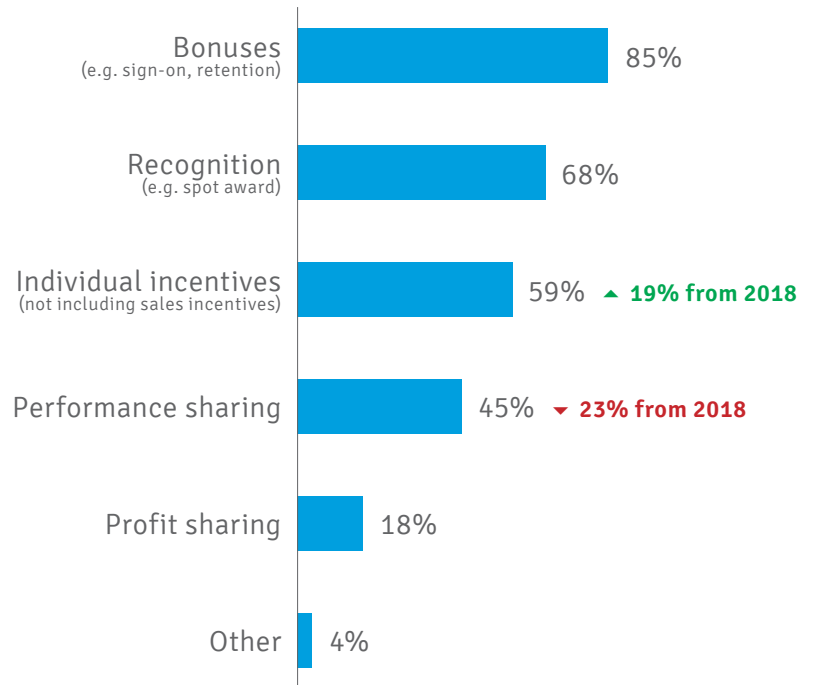 Bonuses
(e.g. sign-on, retention)
85%
Recognition
(e.g. spot award)
68%
Individual incentives
(not including sales incentives)
59% ▲ 19% from 2018
Performance sharing
45% ▼ 23% from 2018
Profit sharing
18%
Other
4%